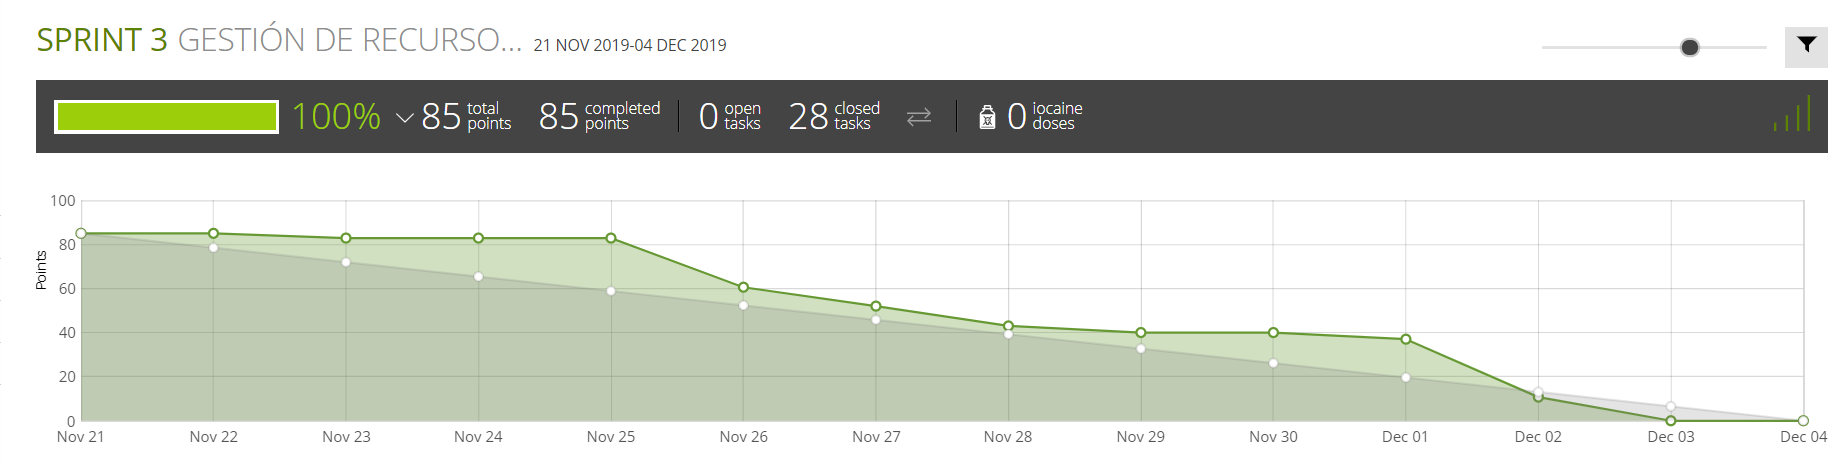 SPRINT 3 GESTIÓN DE RECURSO... 21 NOV 2019-04 DEC 2019
100% 85 total points 85 completed points 0 open tasks 28 closed tasks 0 iocaine doses
Points
100
80
60
40
20
0
Nov 21 Nov 22 Nov 23 Nov 24 Nov 25 Nov 26 Nov 27 Nov 28 Nov 29 Nov 30 Dec 01 Dec 02 Dec 03 Dec 04